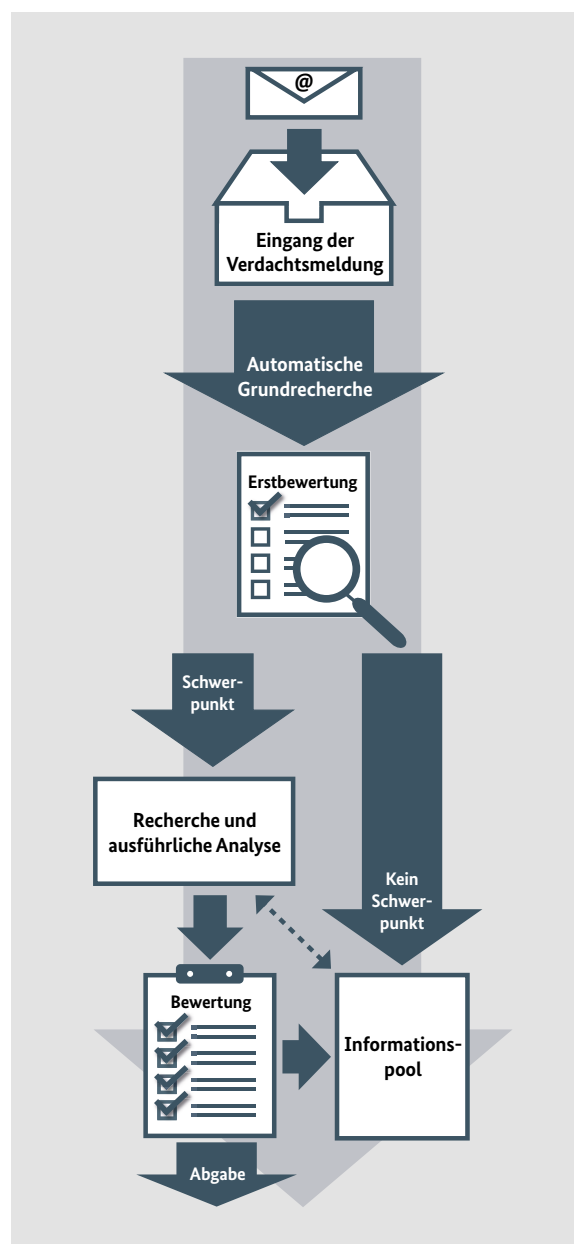 @
Eingang der
Verdachtsmeldung
Automatische
Grundrecherche
Erstbewertung
Schwer-
punkt
Recherche und
ausführliche Analyse
Kein
Schwer-
punkt
Bewertung
Informations-
pool
Abgabe